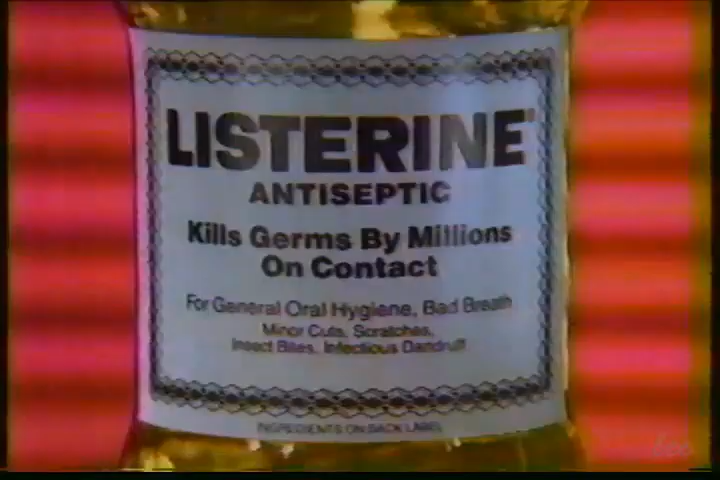 LISTERINE
ANTISEPTIC
Kills Germs By Millions
On Contact
For General Oral Hygiene, Bad Breath
Minor Cuts, Scratches,
Insect Bites, Infectious Dandruff
INGREDIENTS ON BACK LABEL